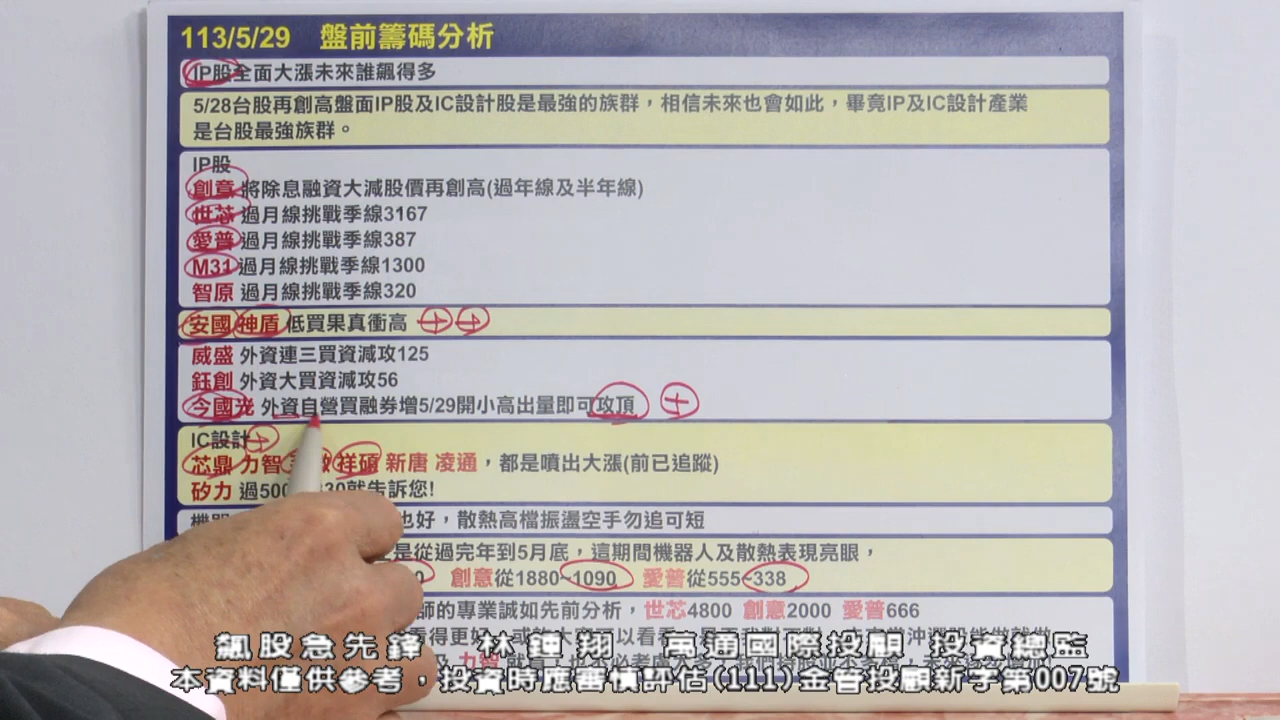 113/5/29 盤前籌碼分析
IP股全面大漲未來誰飆得多
5/28台股再創高盤面IP股及IC設計股是最強的族群，相信未來也會如此，畢竟IP及IC設計產業
是台股最強族群。
IP股
創意 將除息融資大減股價再創高(過年線及半年線)
世芯 過月線挑戰季線3167
愛普 過月線挑戰季線387
M31 過月線挑戰季線1300
智原 過月線挑戰季線320
安國 神盾 低買果真衝高
威盛 外資連三買資減攻125
鈺創 外資大買資減攻56
今國光 外資自營買融券增5/29開小高出量即可攻頂
IC設計
芯鼎 力智 祥碩 新唐 凌通，都是噴出大漲(前已追蹤)
矽力 過500 30就告訴您!
也好，散熱高檔振盪空手勿追可短
是從過完年到5月底，這期間機器人及散熱表現亮眼，
創意從1880~1090 愛普從555~338
師的專業誠如先前分析，世芯4800 創意2000 愛普666
飆股急先鋒 林鍾翔 萬通國際投顧 投資總監
本資料僅供參考，投資時應審慎評估(111)金管投顧新字第007號